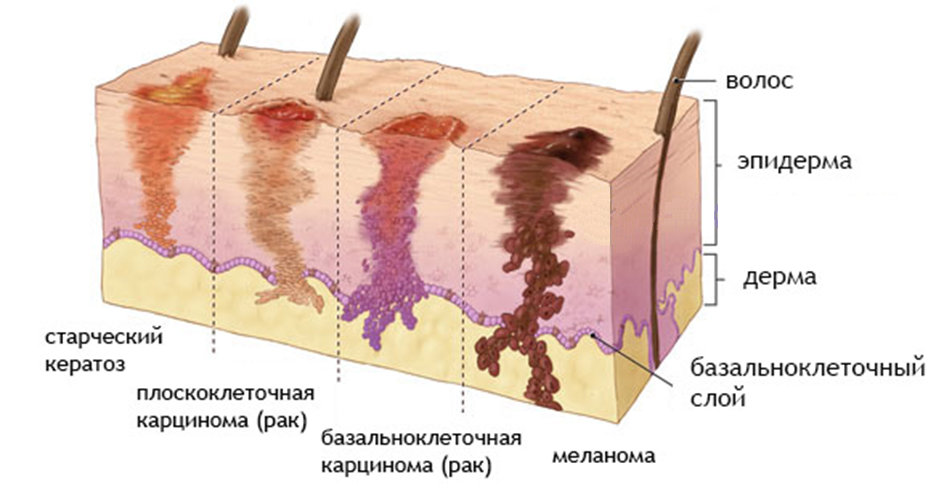 волос
эпидерма
дерма
базальноклеточный
слой
старческий
кератоз
плоскоклеточная
карцинома (рак)
базальноклеточная
карцинома (рак)
меланома